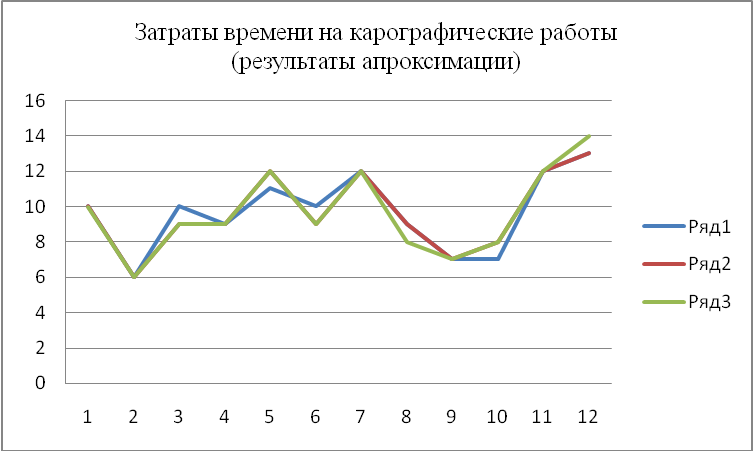 Затраты времени на карографические работы
(результаты апроксимации)
16
14
12
10
8
6
4
2
0
1 2 3 4 5 6 7 8 9 10 11 12
Ряд1
Ряд2
Ряд3